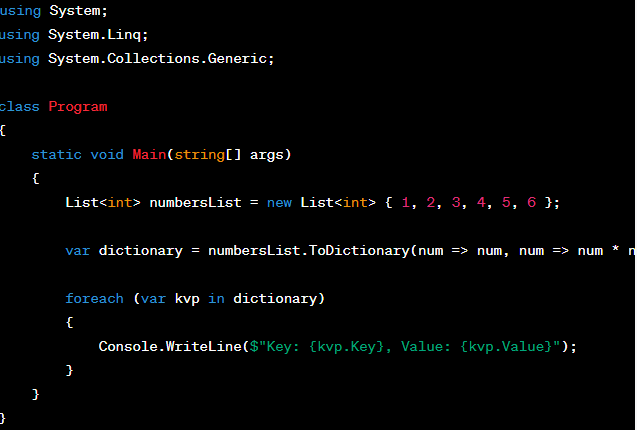 using System;
using System.Linq;
using System.Collections.Generic;
class Program
{
static void Main(string[] args)
{
List<int> numbersList = new List<int> { 1, 2, 3, 4, 5, 6 };
var dictionary = numbersList.ToDictionary(num => num, num => num *
foreach (var kvp in dictionary)
{
Console.WriteLine($"Key: {kvp.Key}, Value: {kvp.Value}");
}
}
}